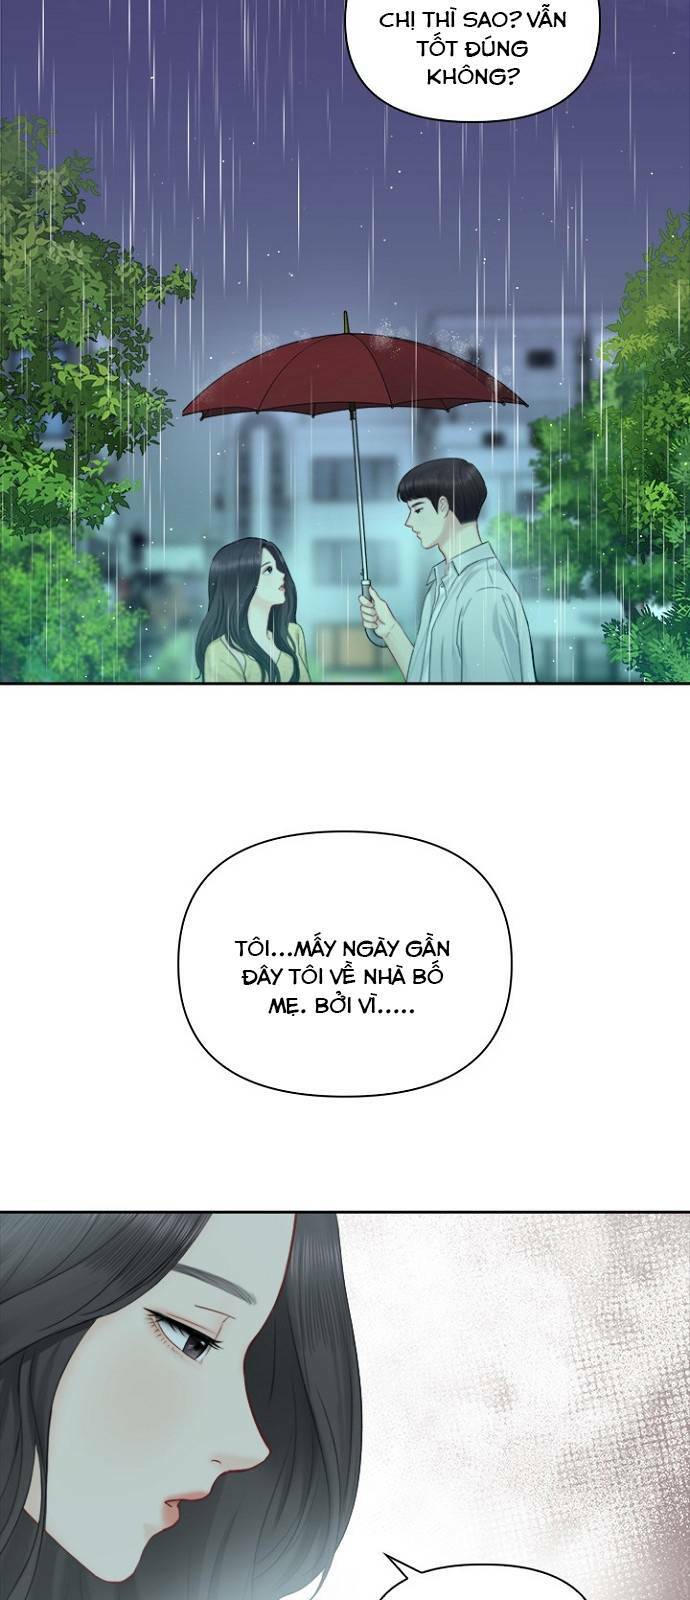 CHỊ THÌ SAO? VẪN
TỐT ĐÚNG
KHÔNG?
TÔI...MẤY NGÀY GẦN
ĐÂY TÔI VỀ NHÀ BỐ
MẸ. BỞI VÌ.....